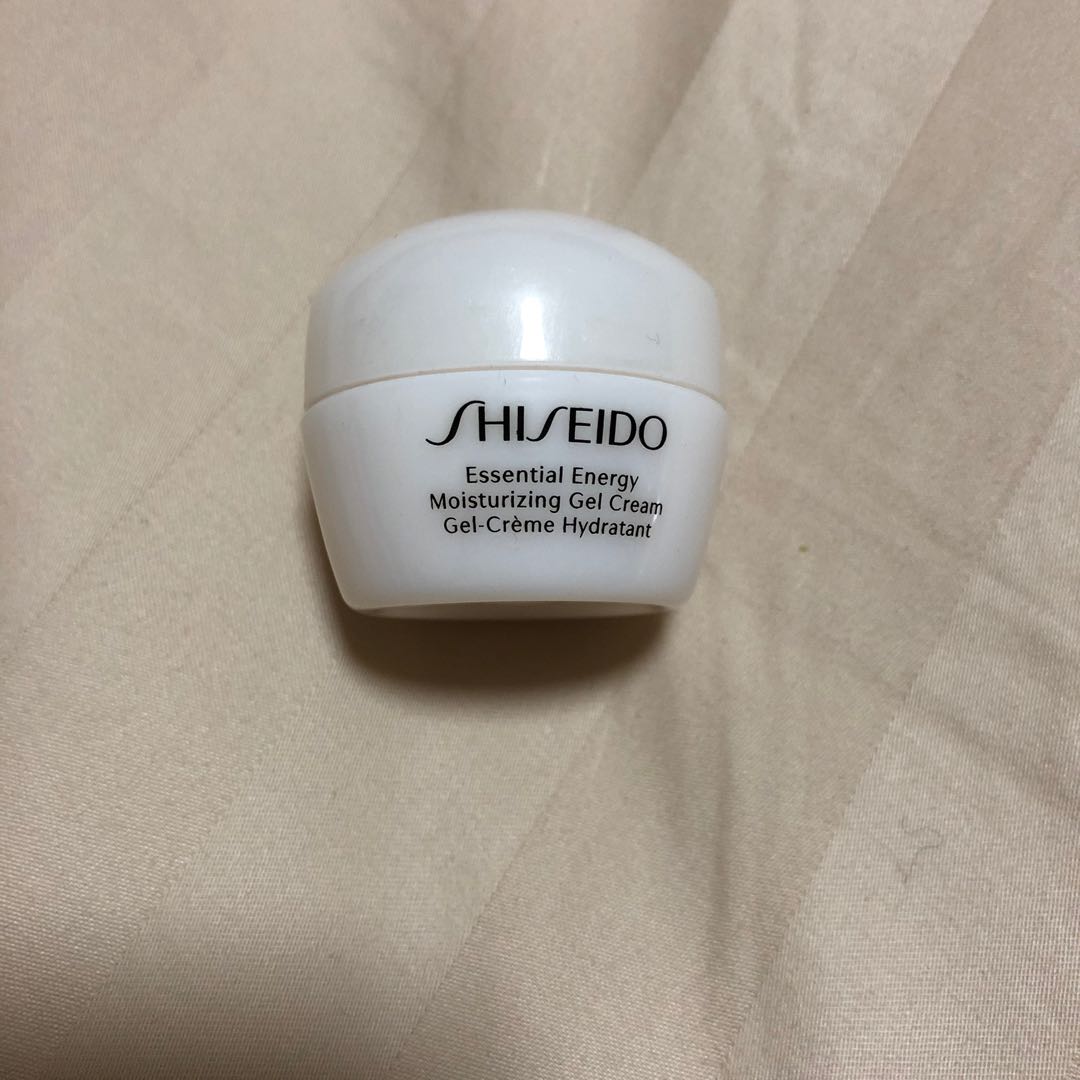 SHISEIDO
Essential Energy
Moisturizing Gel Cream
Gel-Crème Hydratant